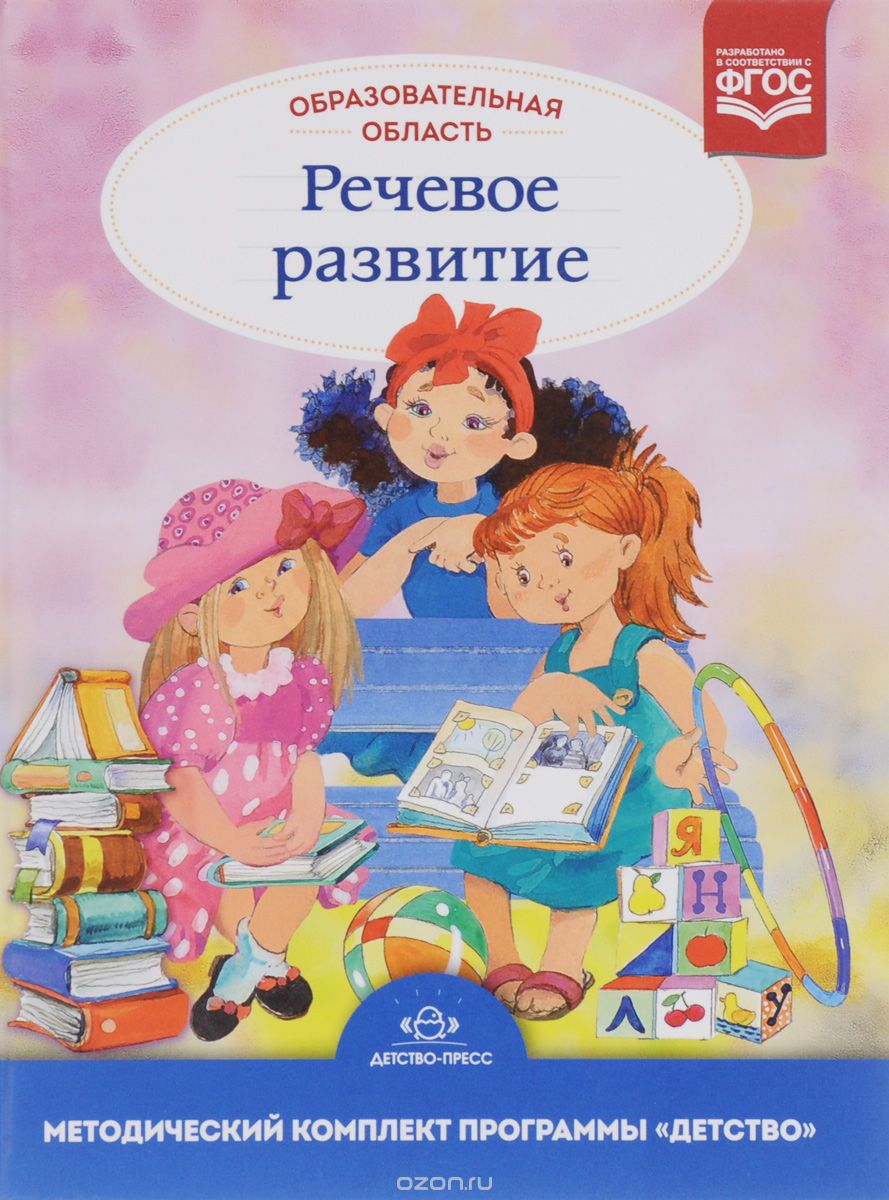 РАЗРАБОТАНО
В СООТВЕТСТВИИ С
ФГОС
ОБРАЗОВАТЕЛЬНАЯ
ОБЛАСТЬ
Речевое
развитие
Я
Н
Л
У
ДЕТСТВО-ПРЕСС
МЕТОДИЧЕСКИЙ КОМПЛЕКТ ПРОГРАММЫ «ДЕТСТВО»
ozon.ru